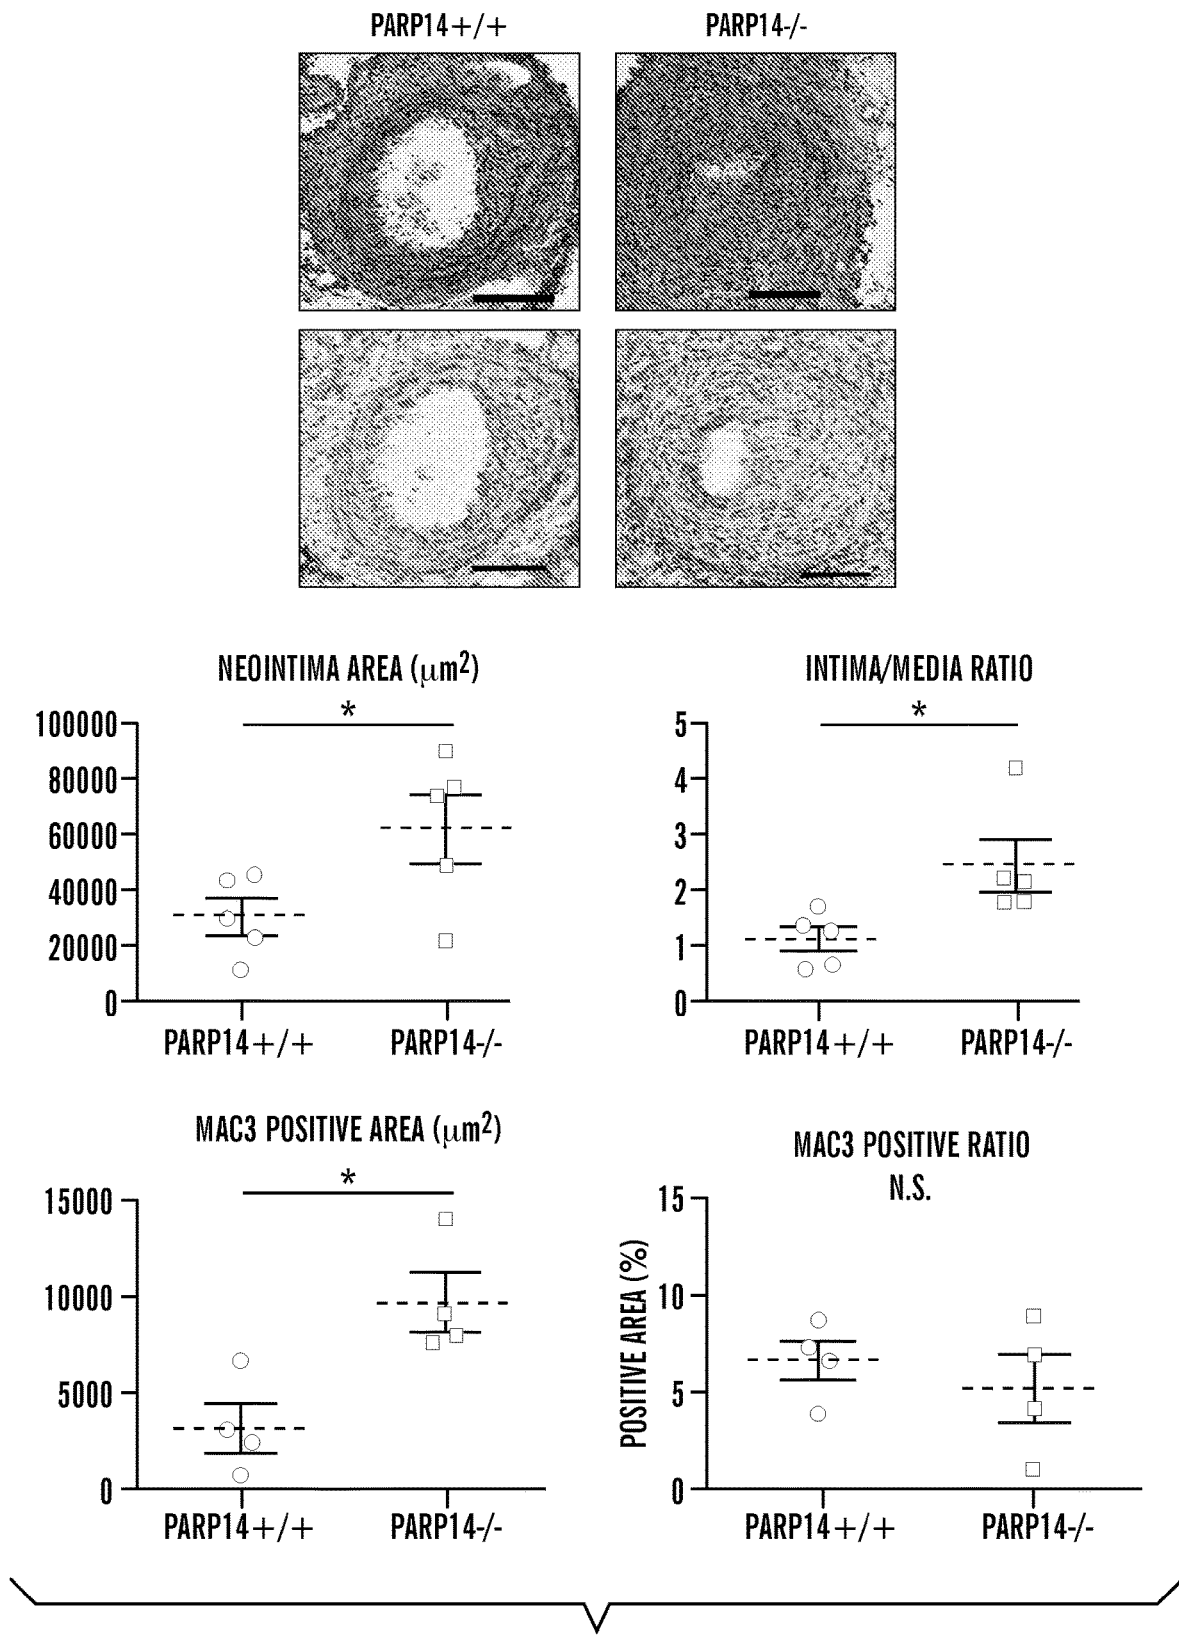 PARP14+/+ PARP14-/-
NEOINTIMA AREA (μm²)
*
100000
80000
60000
40000
20000
0
PARP14+/+ PARP14-/-
INTIMA/MEDIA RATIO
*
5
4
3
2
1
0
PARP14+/+ PARP14-/-
MAC3 POSITIVE AREA (μm²)
*
15000
10000
5000
0
PARP14+/+ PARP14-/-
MAC3 POSITIVE RATIO
N.S.
POSITIVE AREA (%)
15
10
5
0
PARP14+/+ PARP14-/-